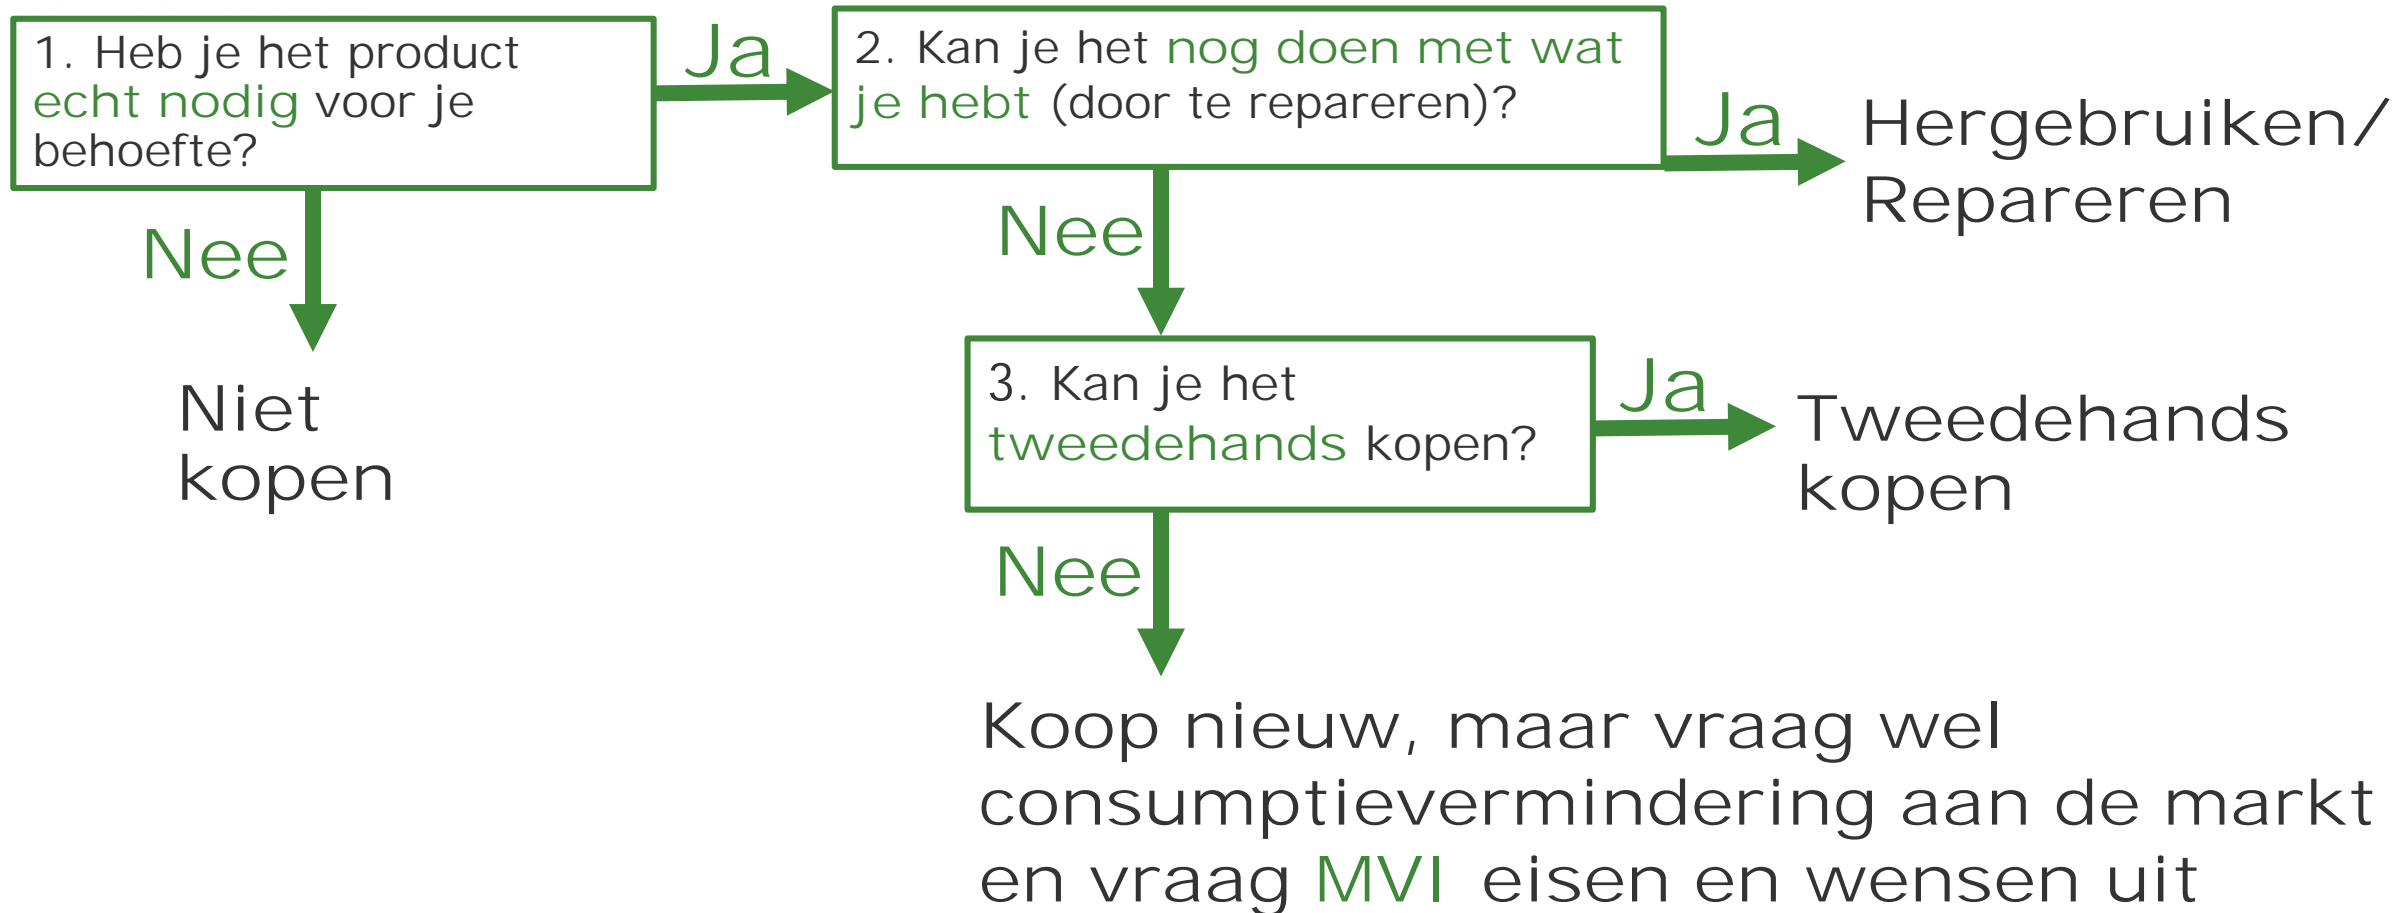 1. Heb je het product
echt nodig voor je
behoefte?
Ja
2. Kan je het nog doen met wat
je hebt (door te repareren)?
Ja
Hergebruiken/
Repareren
Nee
Niet
kopen
Nee
3. Kan je het
tweedehands kopen?
Ja
Tweedehands
kopen
Nee
Koop nieuw, maar vraag wel
consumptievermindering aan de markt
en vraag MVI eisen en wensen uit